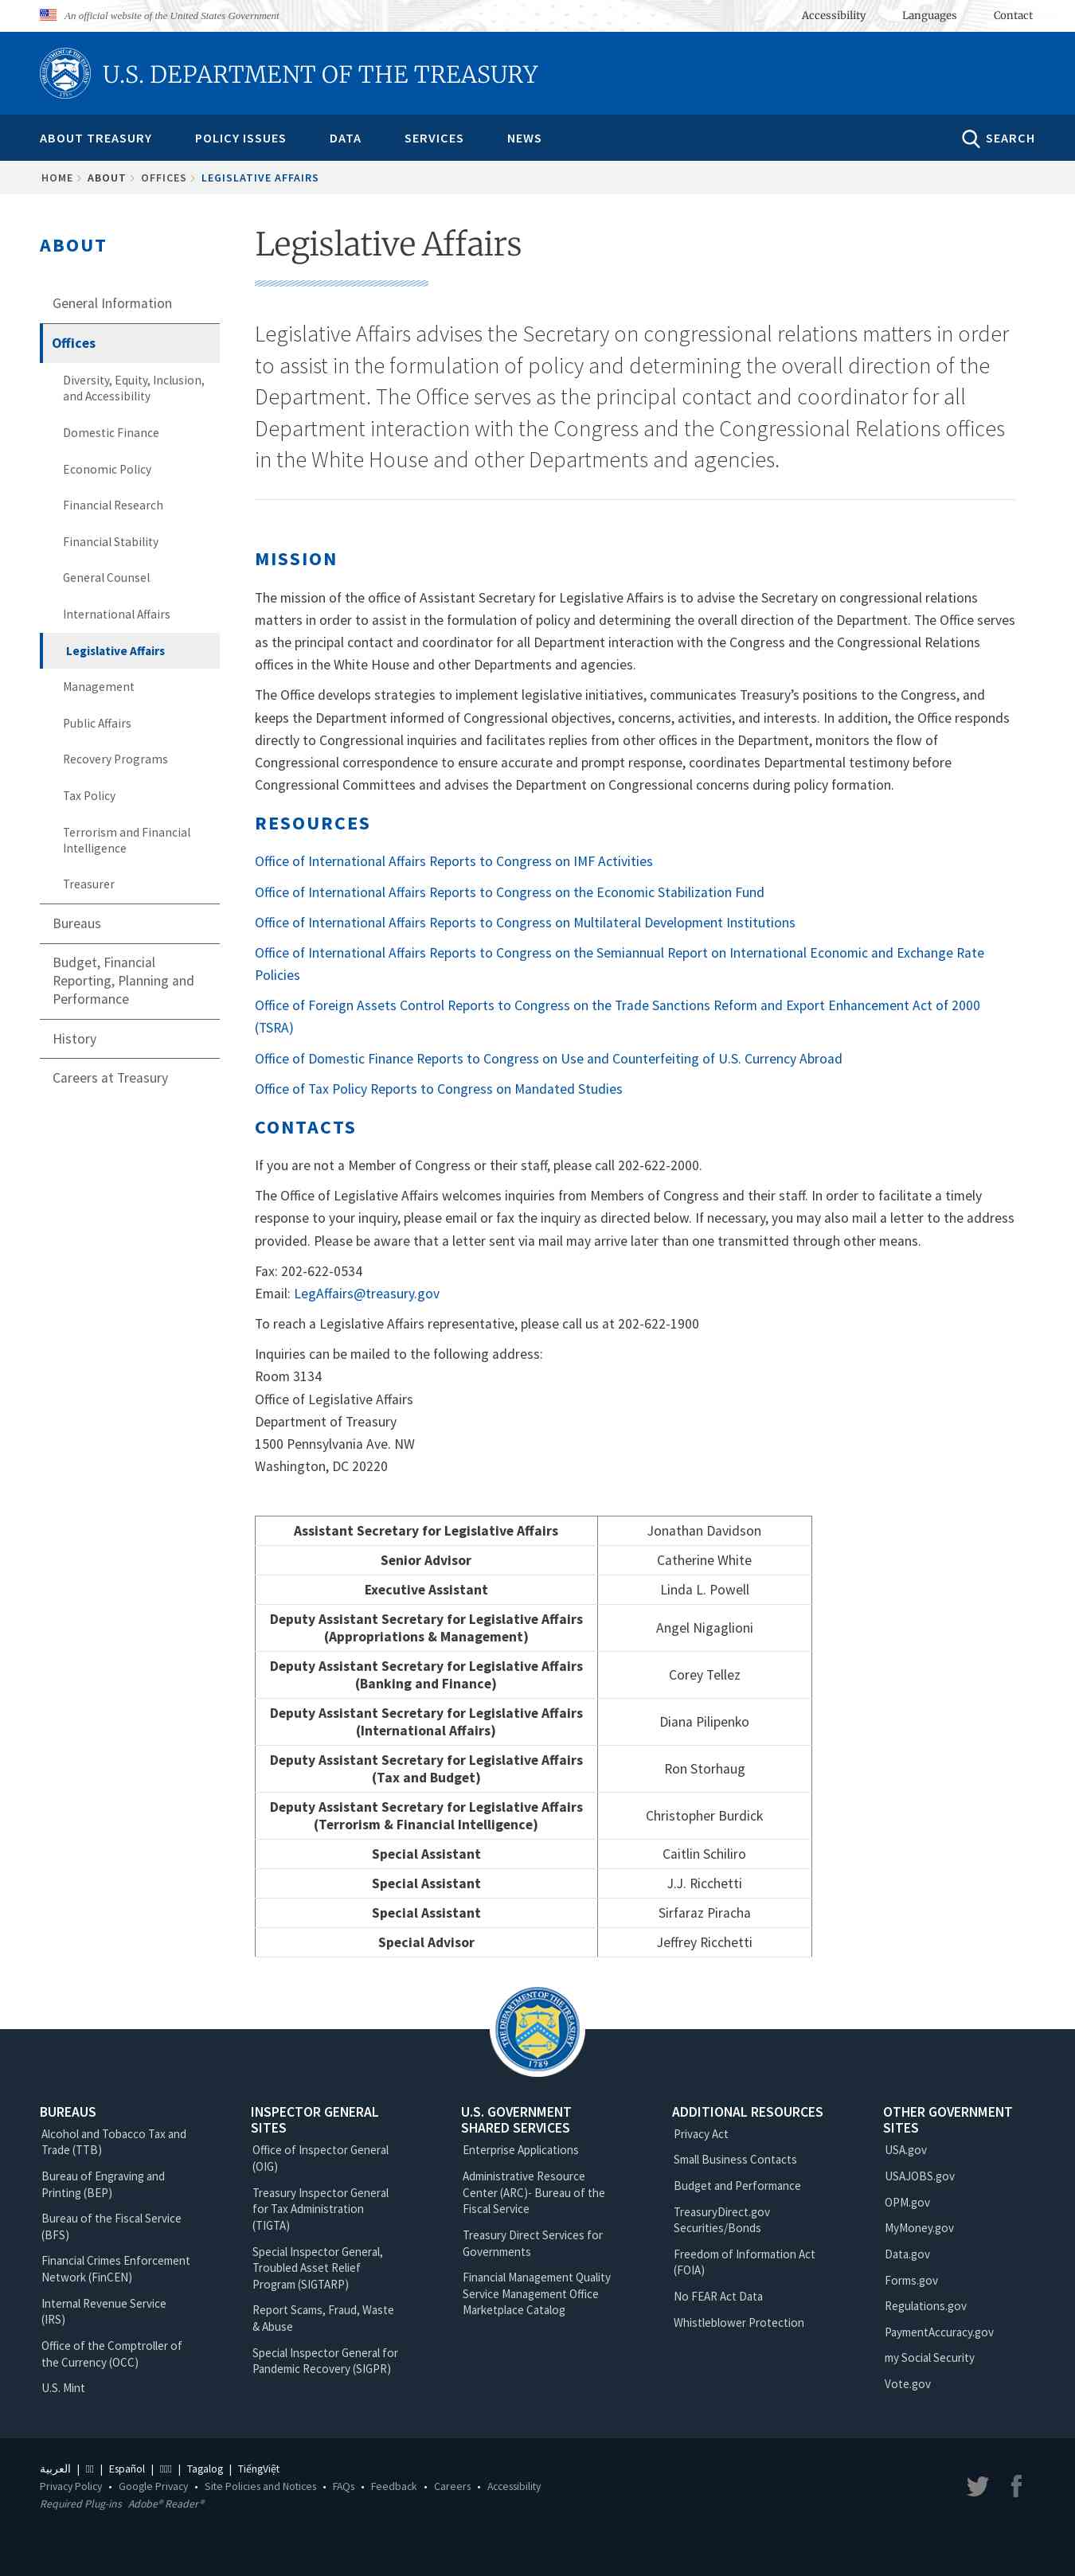 An official website of the United States Government
Accessibility
Languages
Contact
U.S. DEPARTMENT OF THE TREASURY
ABOUT TREASURY
POLICY ISSUES
DATA
SERVICES
NEWS
SEARCH
HOME
ABOUT
OFFICES
LEGISLATIVE AFFAIRS
ABOUT
General Information
Offices
Diversity, Equity, Inclusion,
and Accessibility
Domestic Finance
Economic Policy
Financial Research
Financial Stability
General Counsel
International Affairs
Legislative Affairs
Management
Public Affairs
Recovery Programs
Tax Policy
Terrorism and Financial
Intelligence
Treasurer
Bureaus
Budget, Financial
Reporting, Planning and
Performance
History
Careers at Treasury
Legislative Affairs
Legislative Affairs advises the Secretary on congressional relations matters in order
to assist in the formulation of policy and determining the overall direction of the
Department. The Office serves as the principal contact and coordinator for all
Department interaction with the Congress and the Congressional Relations offices
in the White House and other Departments and agencies.
MISSION
The mission of the office of Assistant Secretary for Legislative Affairs is to advise the Secretary on congressional relations
matters in order to assist in the formulation of policy and determining the overall direction of the Department. The Office serves
as the principal contact and coordinator for all Department interaction with the Congress and the Congressional Relations
offices in the White House and other Departments and agencies.
The Office develops strategies to implement legislative initiatives, communicates Treasury’s positions to the Congress, and
keeps the Department informed of Congressional objectives, concerns, activities, and interests. In addition, the Office responds
directly to Congressional inquiries and facilitates replies from other offices in the Department, monitors the flow of
Congressional correspondence to ensure accurate and prompt response, coordinates Departmental testimony before
Congressional Committees and advises the Department on Congressional concerns during policy formation.
RESOURCES
Office of International Affairs Reports to Congress on IMF Activities
Office of International Affairs Reports to Congress on the Economic Stabilization Fund
Office of International Affairs Reports to Congress on Multilateral Development Institutions
Office of International Affairs Reports to Congress on the Semiannual Report on International Economic and Exchange Rate
Policies
Office of Foreign Assets Control Reports to Congress on the Trade Sanctions Reform and Export Enhancement Act of 2000
(TSRA)
Office of Domestic Finance Reports to Congress on Use and Counterfeiting of U.S. Currency Abroad
Office of Tax Policy Reports to Congress on Mandated Studies
CONTACTS
If you are not a Member of Congress or their staff, please call 202-622-2000.
The Office of Legislative Affairs welcomes inquiries from Members of Congress and their staff. In order to facilitate a timely
response to your inquiry, please email or fax the inquiry as directed below. If necessary, you may also mail a letter to the address
provided. Please be aware that a letter sent via mail may arrive later than one transmitted through other means.
Fax: 202-622-0534
Email: LegAffairs@treasury.gov
To reach a Legislative Affairs representative, please call us at 202-622-1900
Inquiries can be mailed to the following address:
Room 3134
Office of Legislative Affairs
Department of Treasury
1500 Pennsylvania Ave. NW
Washington, DC 20220
Assistant Secretary for Legislative Affairs
Jonathan Davidson
Senior Advisor
Catherine White
Executive Assistant
Linda L. Powell
Deputy Assistant Secretary for Legislative Affairs
(Appropriations & Management)
Angel Nigaglioni
Deputy Assistant Secretary for Legislative Affairs
(Banking and Finance)
Corey Tellez
Deputy Assistant Secretary for Legislative Affairs
(International Affairs)
Diana Pilipenko
Deputy Assistant Secretary for Legislative Affairs
(Tax and Budget)
Ron Storhaug
Deputy Assistant Secretary for Legislative Affairs
(Terrorism & Financial Intelligence)
Christopher Burdick
Special Assistant
Caitlin Schiliro
Special Assistant
J.J. Ricchetti
Special Assistant
Sirfaraz Piracha
Special Advisor
Jeffrey Ricchetti
THE DEPARTMENT OF THE TREASURY
1789
BUREAUS
Alcohol and Tobacco Tax and
Trade (TTB)
Bureau of Engraving and
Printing (BEP)
Bureau of the Fiscal Service
(BFS)
Financial Crimes Enforcement
Network (FinCEN)
Internal Revenue Service
(IRS)
Office of the Comptroller of
the Currency (OCC)
U.S. Mint
INSPECTOR GENERAL
SITES
Office of Inspector General
(OIG)
Treasury Inspector General
for Tax Administration
(TIGTA)
Special Inspector General,
Troubled Asset Relief
Program (SIGTARP)
Report Scams, Fraud, Waste
& Abuse
Special Inspector General for
Pandemic Recovery (SIGPR)
U.S. GOVERNMENT
SHARED SERVICES
Enterprise Applications
Administrative Resource
Center (ARC)- Bureau of the
Fiscal Service
Treasury Direct Services for
Governments
Financial Management Quality
Service Management Office
Marketplace Catalog
ADDITIONAL RESOURCES
Privacy Act
Small Business Contacts
Budget and Performance
TreasuryDirect.gov
Securities/Bonds
Freedom of Information Act
(FOIA)
No FEAR Act Data
Whistleblower Protection
OTHER GOVERNMENT
SITES
USA.gov
USAJOBS.gov
OPM.gov
MyMoney.gov
Data.gov
Forms.gov
Regulations.gov
PaymentAccuracy.gov
my Social Security
Vote.gov
العربية | | Español | | Tagalog | TiếngViệt
Privacy Policy • Google Privacy • Site Policies and Notices • FAQs • Feedback • Careers • Accessibility
Required Plug-ins Adobe® Reader®